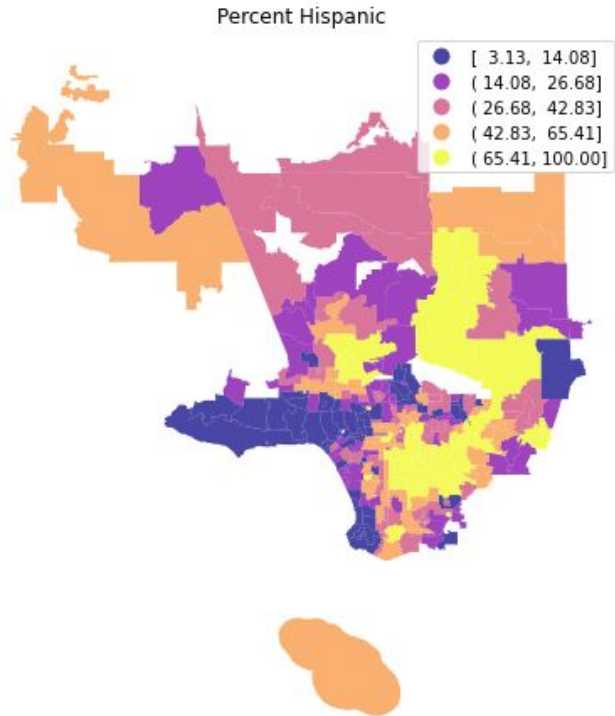 Percent Hispanic
[  3.13,  14.08]
( 14.08,  26.68]
( 26.68,  42.83]
( 42.83,  65.41]
( 65.41, 100.00]